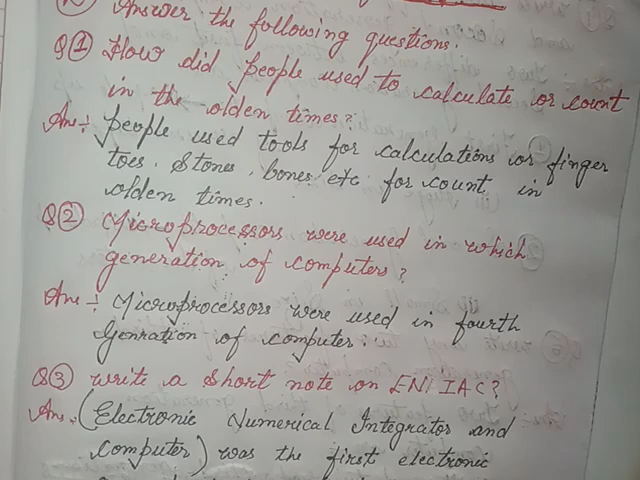 Answer the following questions.
Q① How did people used to calculate or count
in the olden times?
Ans:- people used tools for calculations or finger
toes. Stones, bones etc for count in
olden times.
Q② Microprocessors were used in which
generation of computers?
Ans:- Microprocessors were used in fourth
Genration of computer.
Q③ write a short note on ENIIAC?
Ans. (Electronic Numerical Integrator and
Computer) was the first electronic